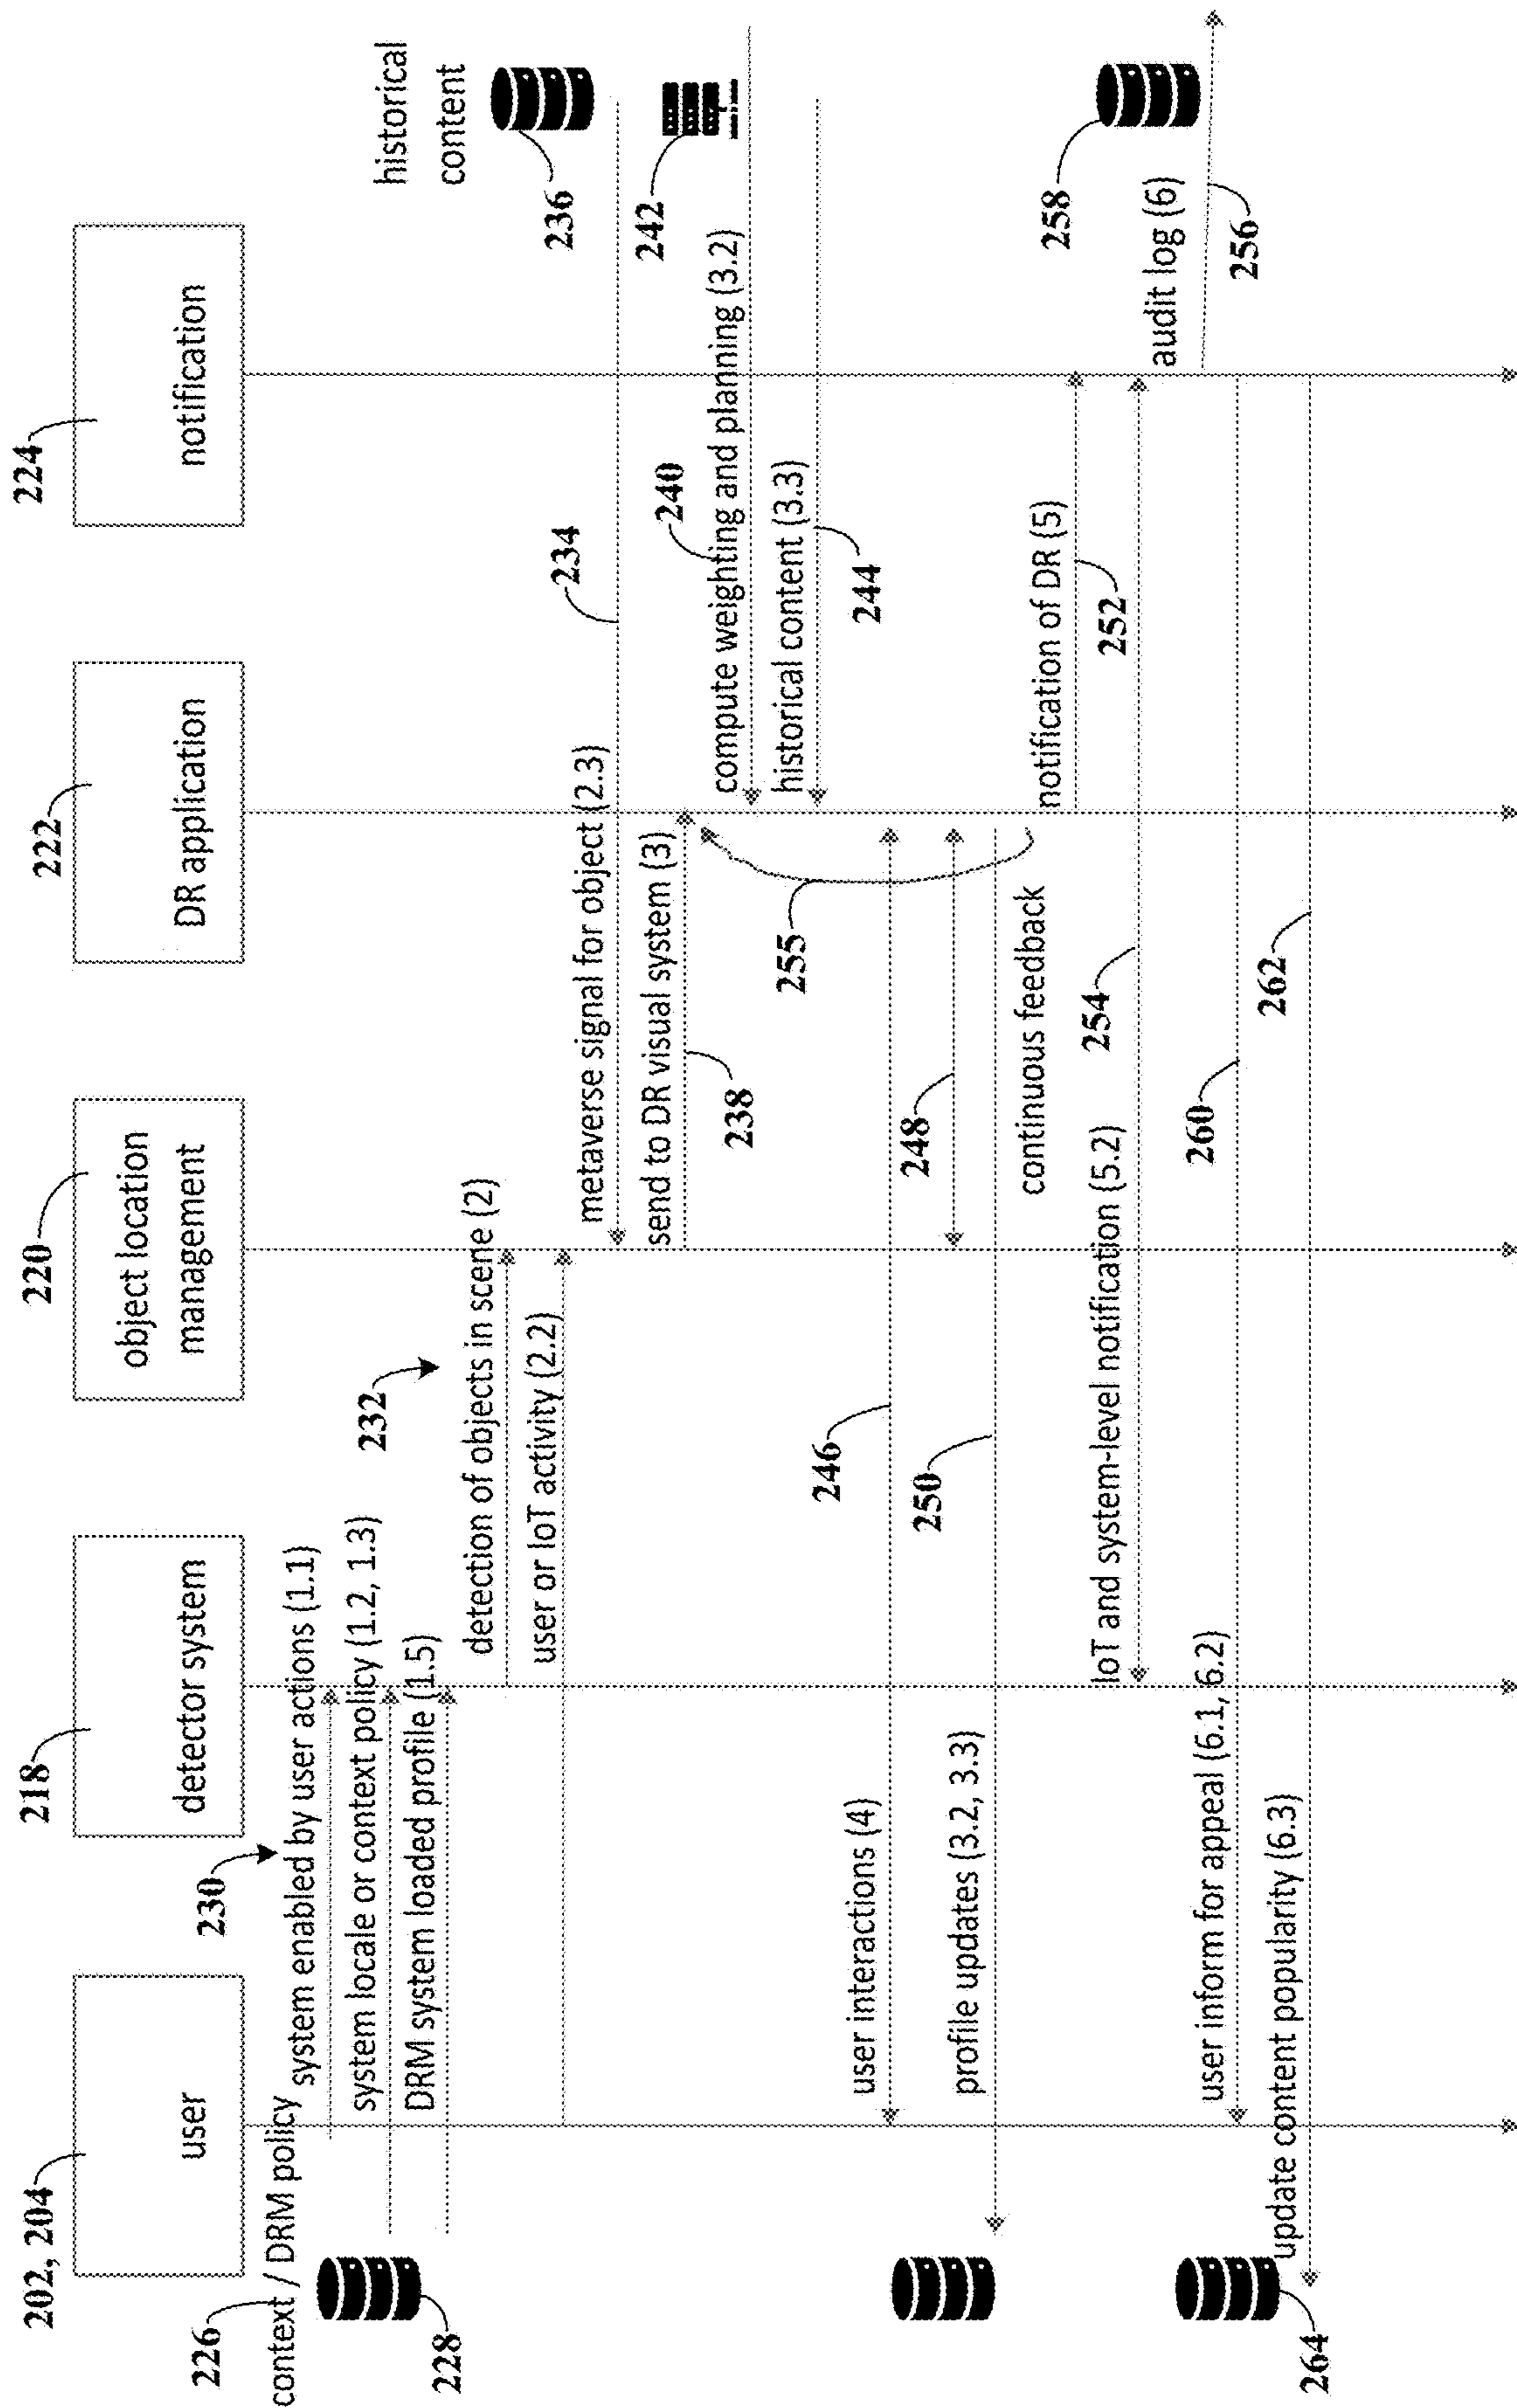 202, 204
218
220
222
224
user
detector system
object location
management
DR application
notification
226
context / DRM policy
228
230
system enabled by user actions (1.1)
system locale or context policy (1.2, 1.3)
DRM system loaded profile (1.5)
232
detection of objects in scene (2)
user or IoT activity (2.2)
historical
content
236
metaverse signal for object (2.3)
234
send to DR visual system (3)
238
242
240
compute weighting and planning (3.2)
historical content (3.3)
244
255
user interactions (4)
246
248
profile updates (3.2, 3.3)
250
continuous feedback
notification of DR (5)
252
IoT and system-level notification (5.2)
254
258
audit log (6)
256
user inform for appeal (6.1, 6.2)
260
update content popularity (6.3)
262
264